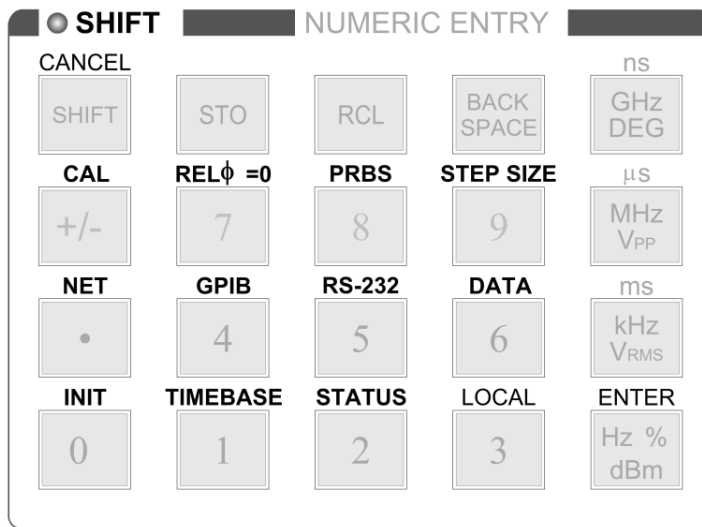 SHIFT NUMERIC ENTRY
CANCEL ns
SHIFT STO RCL BACK SPACE GHz DEG
CAL RELϕ =0 PRBS STEP SIZE μs
+/- 7 8 9 MHz VPP
NET GPIB RS-232 DATA ms
• 4 5 6 kHz VRMS
INIT TIMEBASE STATUS LOCAL ENTER
0 1 2 3 Hz % dBm